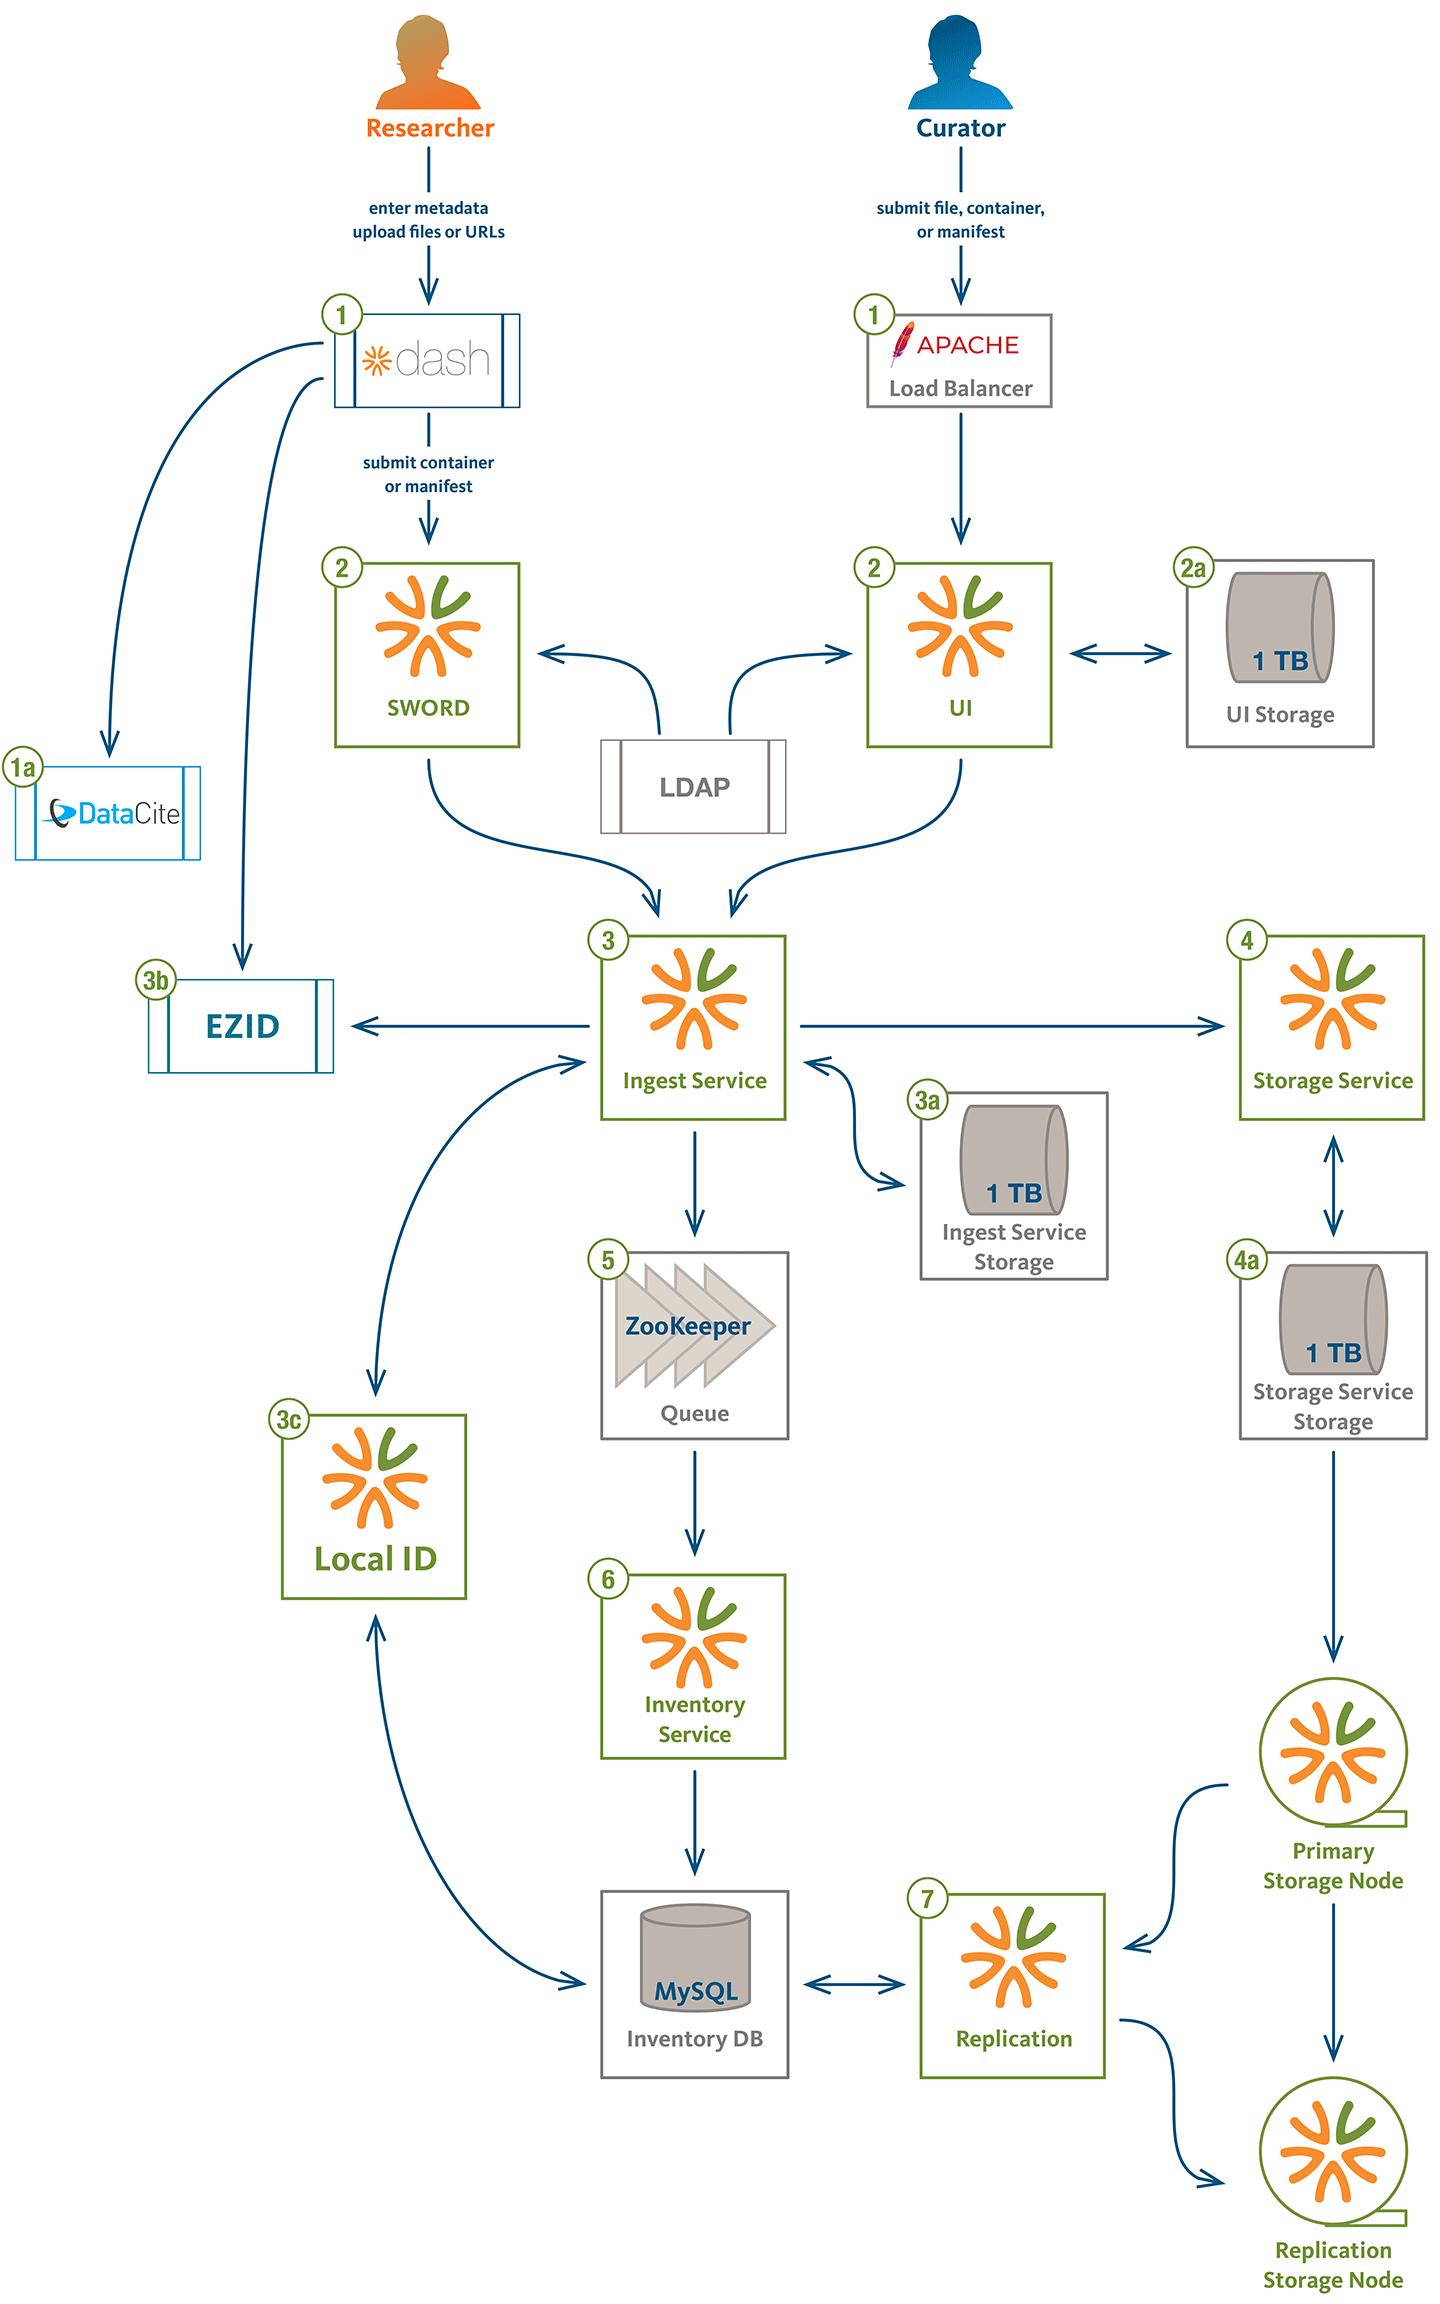 Researcher
Curator
enter metadata
upload files or URLs
submit file, container,
or manifest
1
dash
1
APACHE
Load Balancer
submit container
or manifest
2
SWORD
2
UI
2a
1 TB
UI Storage
LDAP
1a
DataCite
3
Ingest Service
4
Storage Service
3b
EZID
3a
1 TB
Ingest Service
Storage
5
ZooKeeper
Queue
4a
1 TB
Storage Service
Storage
3c
Local ID
6
Inventory
Service
Primary
Storage Node
MySQL
Inventory DB
7
Replication
Replication
Storage Node